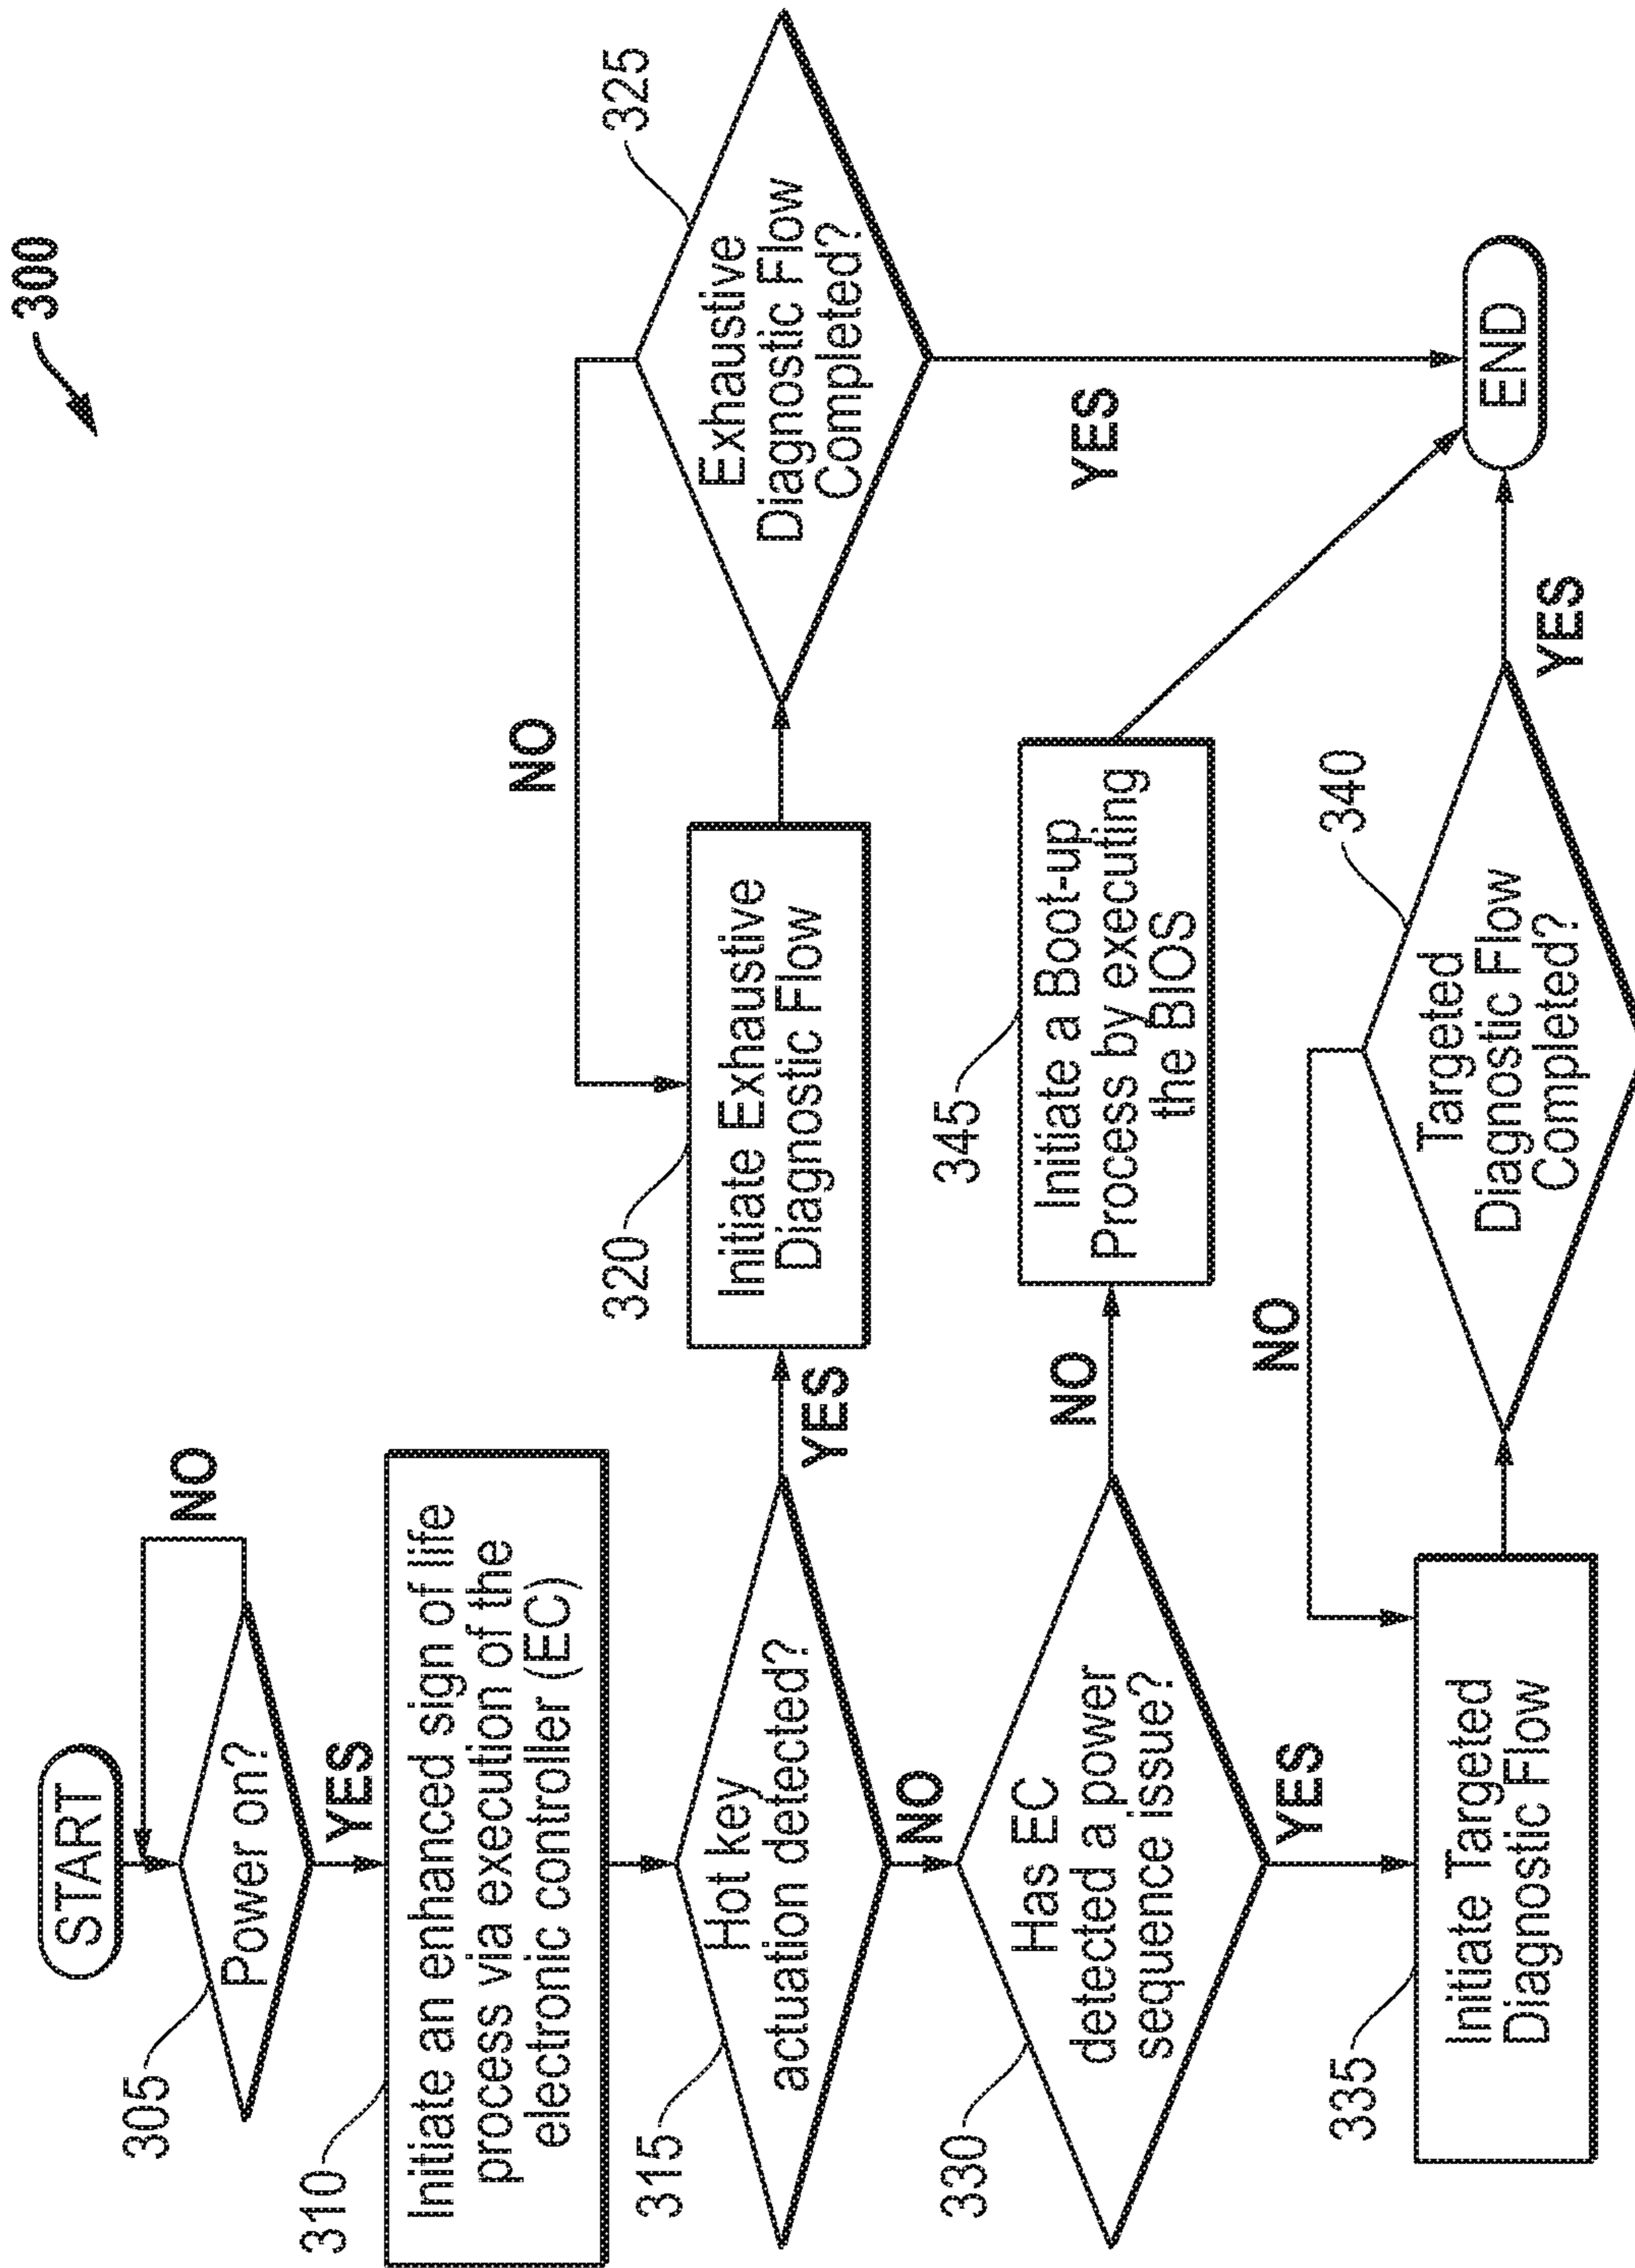 300
START
305
Power on?
NO
YES
310
Initiate an enhanced sign of life
process via execution of the
electronic controller (EC)
315
Hot key
actuation detected?
YES
NO
320
Initiate Exhaustive
Diagnostic Flow
NO
325
Exhaustive
Diagnostic Flow
Completed?
YES
330
Has EC
detected a power
sequence issue?
NO
YES
345
Initiate a Boot-up
Process by executing
the BIOS
335
Initiate Targeted
Diagnostic Flow
NO
340
Targeted
Diagnostic Flow
Completed?
YES
END